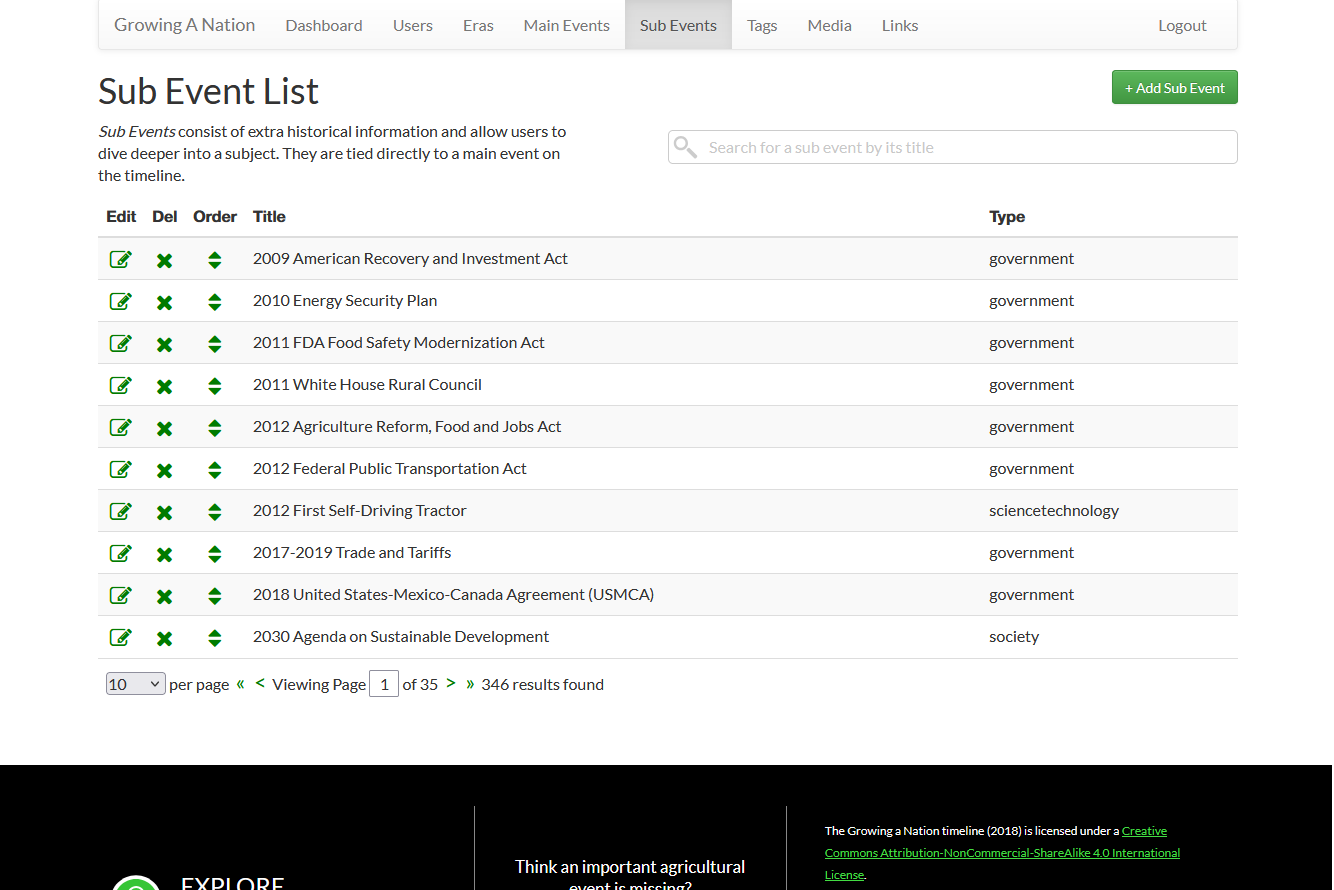 Growing A Nation Dashboard Users Eras Main Events Sub Events Tags Media Links Logout
Sub Event List
+ Add Sub Event
Sub Events consist of extra historical information and allow users to
dive deeper into a subject. They are tied directly to a main event on
the timeline.
Search for a sub event by its title
Edit Del Order Title Type
2009 American Recovery and Investment Act government
2010 Energy Security Plan government
2011 FDA Food Safety Modernization Act government
2011 White House Rural Council government
2012 Agriculture Reform, Food and Jobs Act government
2012 Federal Public Transportation Act government
2012 First Self-Driving Tractor sciencetechnology
2017-2019 Trade and Tariffs government
2018 United States-Mexico-Canada Agreement (USMCA) government
2030 Agenda on Sustainable Development society
10 per page « < Viewing Page 1 of 35 > » 346 results found
EXPLORE
Think an important agricultural
event is missing?
The Growing a Nation timeline (2018) is licensed under a Creative
Commons Attribution-NonCommercial-ShareAlike 4.0 International
License.